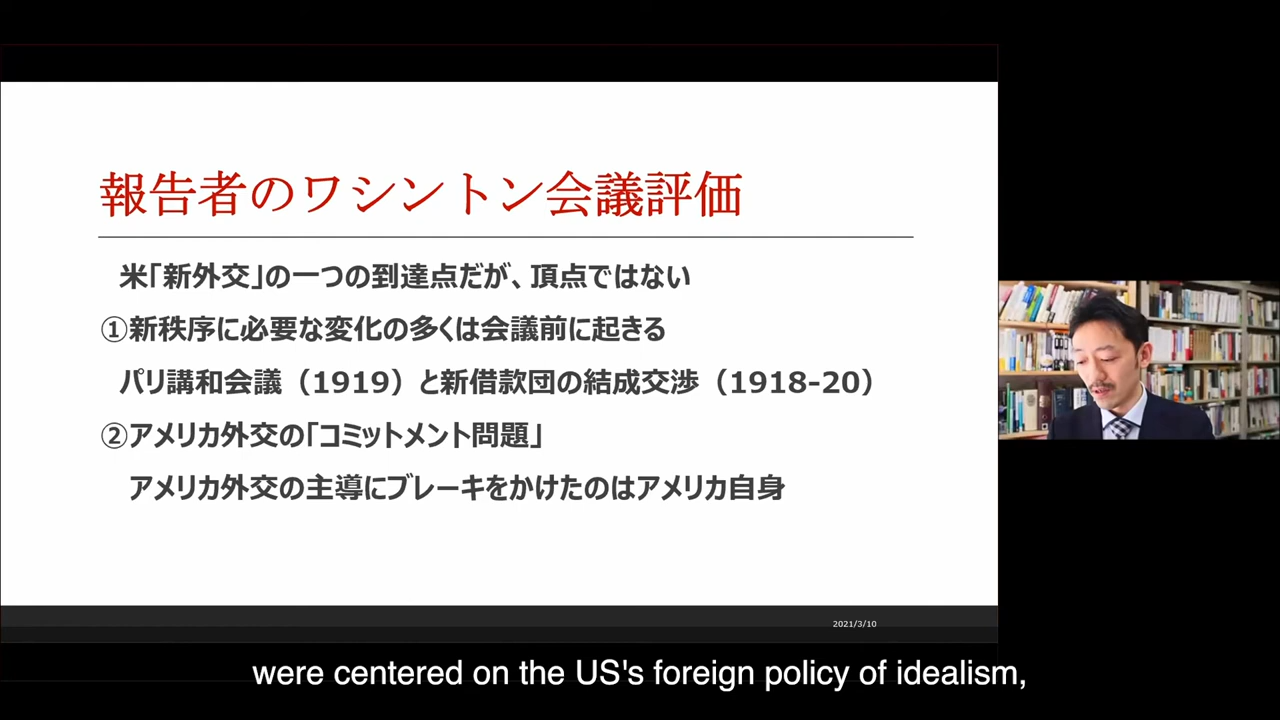 報告者のワシントン会議評価
米「新外交」の一つの到達点だが、頂点ではない
①新秩序に必要な変化の多くは会議前に起きる
パリ講和会議（1919）と新借款団の結成交渉（1918-20）
②アメリカ外交の「コミットメント問題」
アメリカ外交の主導にブレーキをかけたのはアメリカ自身
2021/3/10
were centered on the US's foreign policy of idealism,